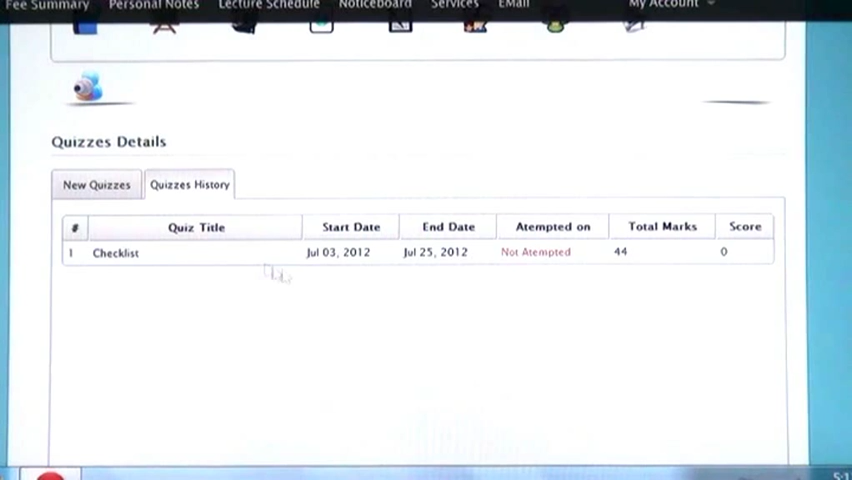 Fee Summary Personal Notes Lecture Schedule Noticeboard Services EMail My Account
Quizzes Details
New Quizzes Quizzes History
# Quiz Title Start Date End Date Atempted on Total Marks Score
1 Checklist Jul 03, 2012 Jul 25, 2012 Not Atempted 44 0